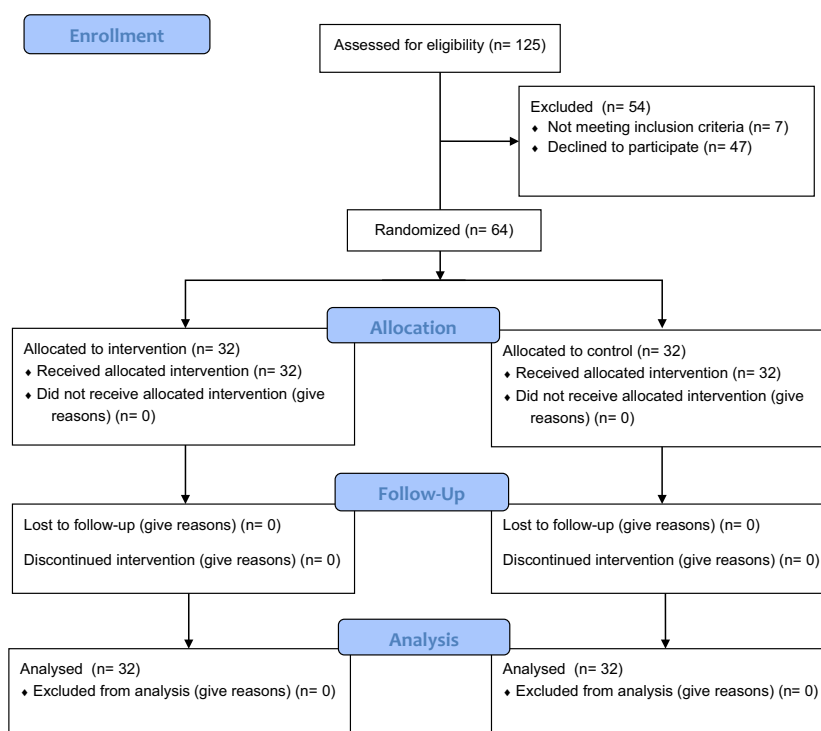 Enrollment
Assessed for eligibility (n= 125)
Excluded (n= 54)
♦ Not meeting inclusion criteria (n= 7)
♦ Declined to participate (n= 47)
Randomized (n= 64)
Allocation
Allocated to intervention (n= 32)
♦ Received allocated intervention (n= 32)
♦ Did not receive allocated intervention (give
reasons) (n= 0)
Allocated to control (n= 32)
♦ Received allocated intervention (n= 32)
♦ Did not receive allocated intervention (give
reasons) (n= 0)
Follow-Up
Lost to follow-up (give reasons) (n= 0)
Discontinued intervention (give reasons) (n= 0)
Lost to follow-up (give reasons) (n= 0)
Discontinued intervention (give reasons) (n= 0)
Analysis
Analysed (n= 32)
♦ Excluded from analysis (give reasons) (n= 0)
Analysed (n= 32)
♦ Excluded from analysis (give reasons) (n= 0)